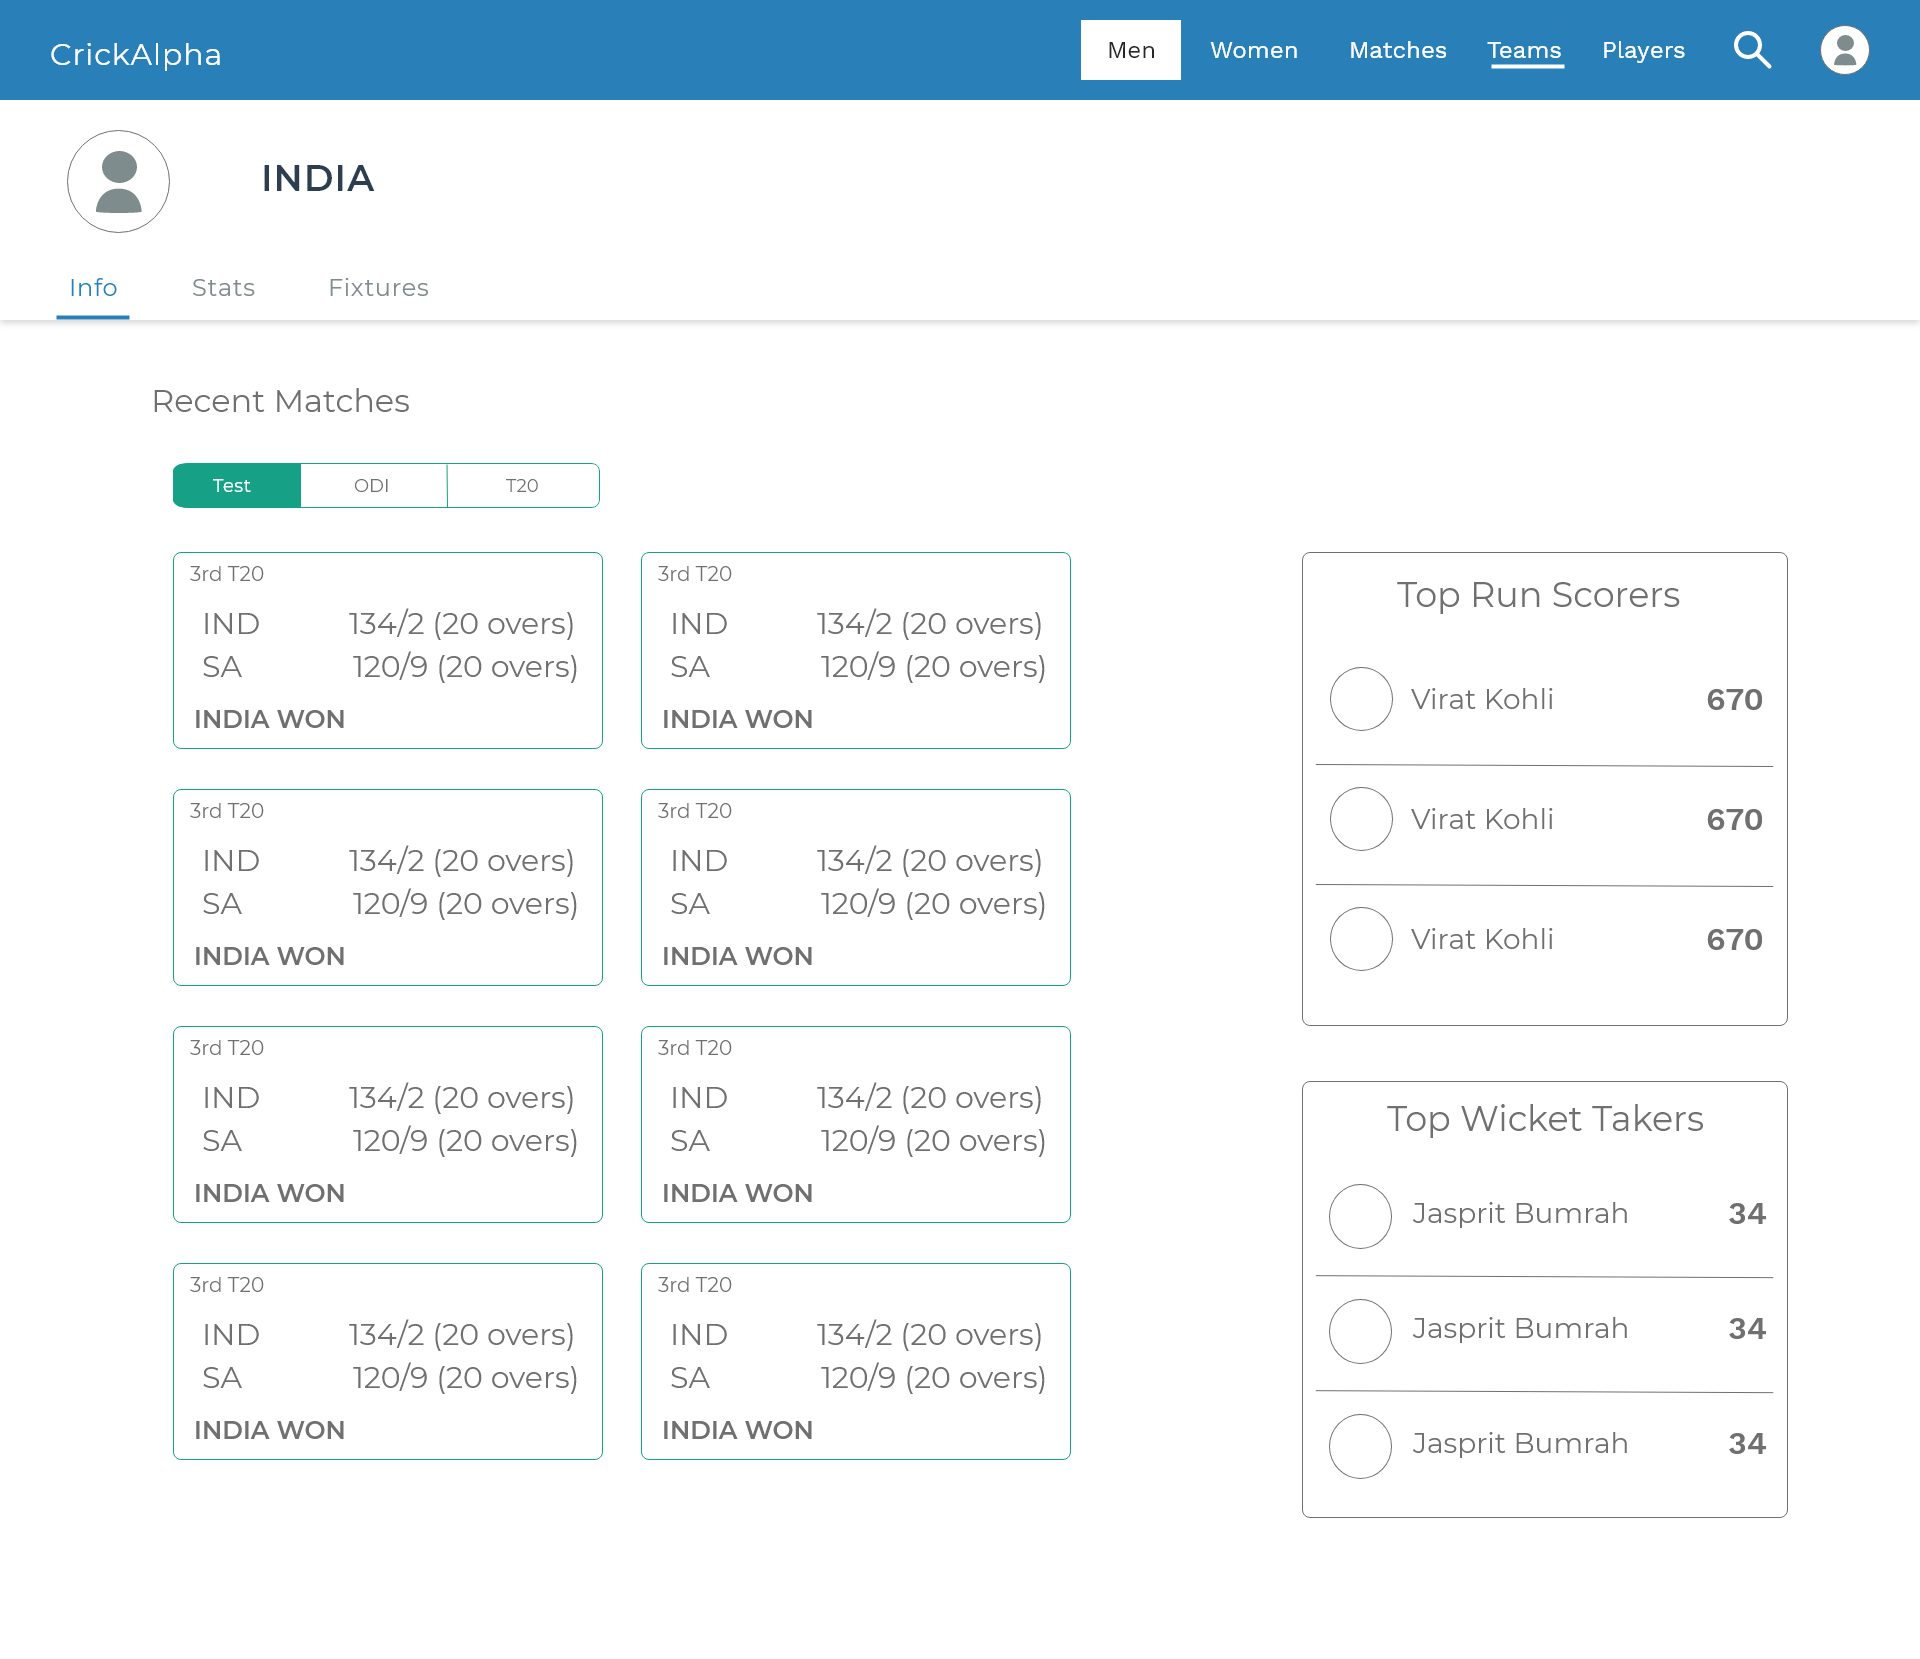 CrickAlpha
Men Women Matches Teams Players
INDIA
Info Stats Fixtures
Recent Matches
Test ODI T20
3rd T20
IND 134/2 (20 overs)
SA 120/9 (20 overs)
INDIA WON
3rd T20
IND 134/2 (20 overs)
SA 120/9 (20 overs)
INDIA WON
3rd T20
IND 134/2 (20 overs)
SA 120/9 (20 overs)
INDIA WON
3rd T20
IND 134/2 (20 overs)
SA 120/9 (20 overs)
INDIA WON
3rd T20
IND 134/2 (20 overs)
SA 120/9 (20 overs)
INDIA WON
3rd T20
IND 134/2 (20 overs)
SA 120/9 (20 overs)
INDIA WON
3rd T20
IND 134/2 (20 overs)
SA 120/9 (20 overs)
INDIA WON
3rd T20
IND 134/2 (20 overs)
SA 120/9 (20 overs)
INDIA WON
Top Run Scorers
Virat Kohli 670
Virat Kohli 670
Virat Kohli 670
Top Wicket Takers
Jasprit Bumrah 34
Jasprit Bumrah 34
Jasprit Bumrah 34